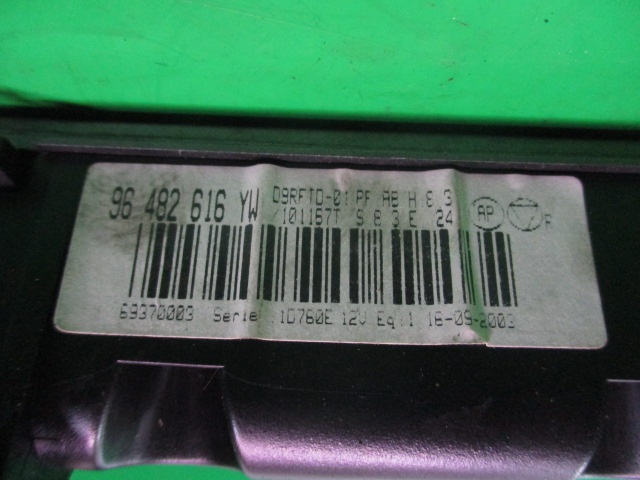 96 482 616 YW D9RFTD-01 PF AB H E 3
/101167T S 8 3 E 24 AP R
69370003 Serie: 1D760E 12V Eq:1 16-09-2003